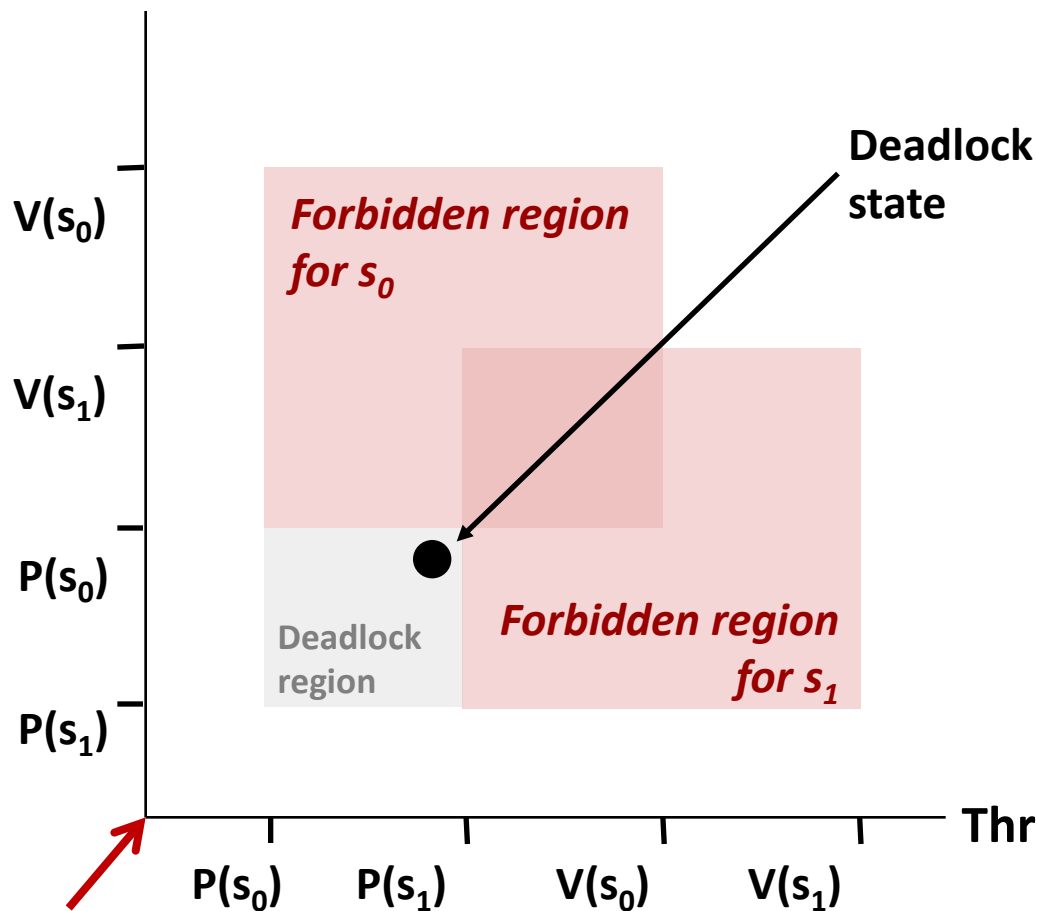 Deadlock
state
V(s₀)
Forbidden region
for s₀
V(s₁)
P(s₀)
Forbidden region
for s₁
Deadlock
region
P(s₁)
Thr
P(s₀) P(s₁) V(s₀) V(s₁)